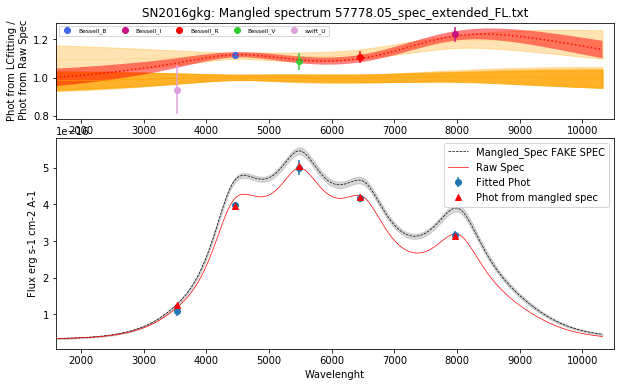 SN2016gkg: Mangled spectrum 57778.05_spec_extended_FL.txt
Phot from LCfitting /
Phot from Raw Spec
1.2
1.0
0.8
Bessell_B
Bessell_I
Bessell_R
Bessell_V
swift_U
2000 3000 4000 5000 6000 7000 8000 9000 10000
1e−16
Flux erg s-1 cm-2 A-1
5
4
3
2
1
Mangled_Spec FAKE SPEC
Raw Spec
Fitted Phot
Phot from mangled spec
2000 3000 4000 5000 6000 7000 8000 9000 10000
Wavelenght